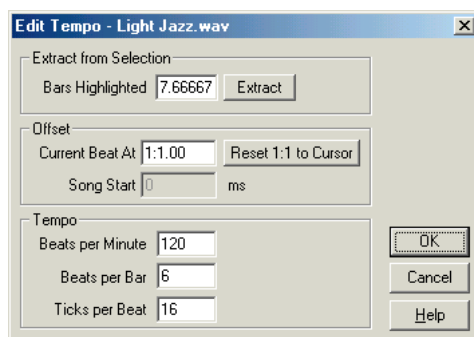 Edit Tempo - Light Jazz.wav
Extract from Selection
Bars Highlighted 7.66667 Extract
Offset
Current Beat At 1:1.00 Reset 1:1 to Cursor
Song Start 0 ms
Tempo
Beats per Minute 120
Beats per Bar 6
Ticks per Beat 16
OK
Cancel
Help